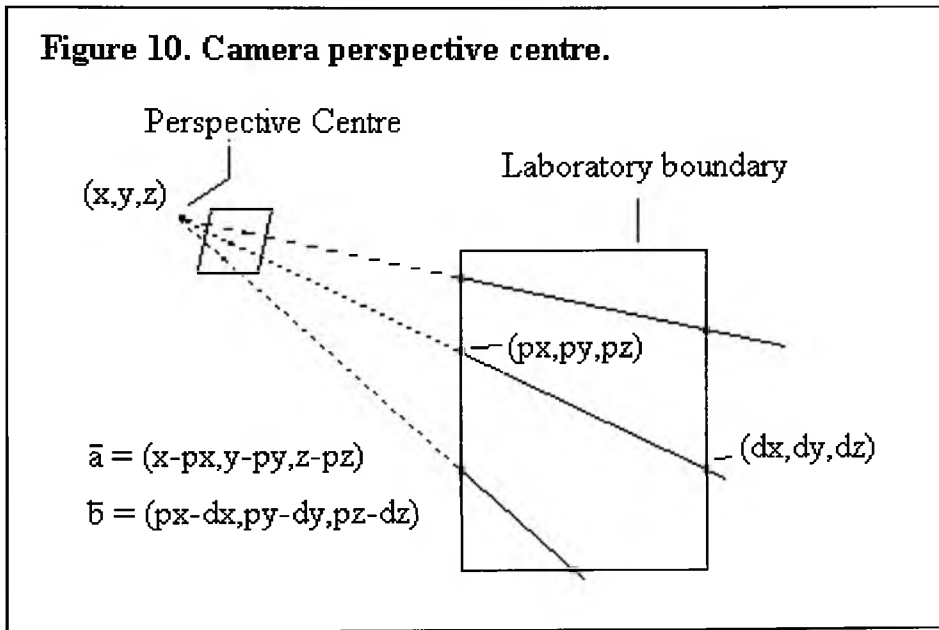 Figure 10. Camera perspective centre.
Perspective Centre
Laboratory boundary
(x,y,z)
(px,py,pz)
(dx,dy,dz)
a̅ = (x-px,y-py,z-pz)
b̅ = (px-dx,py-dy,pz-dz)